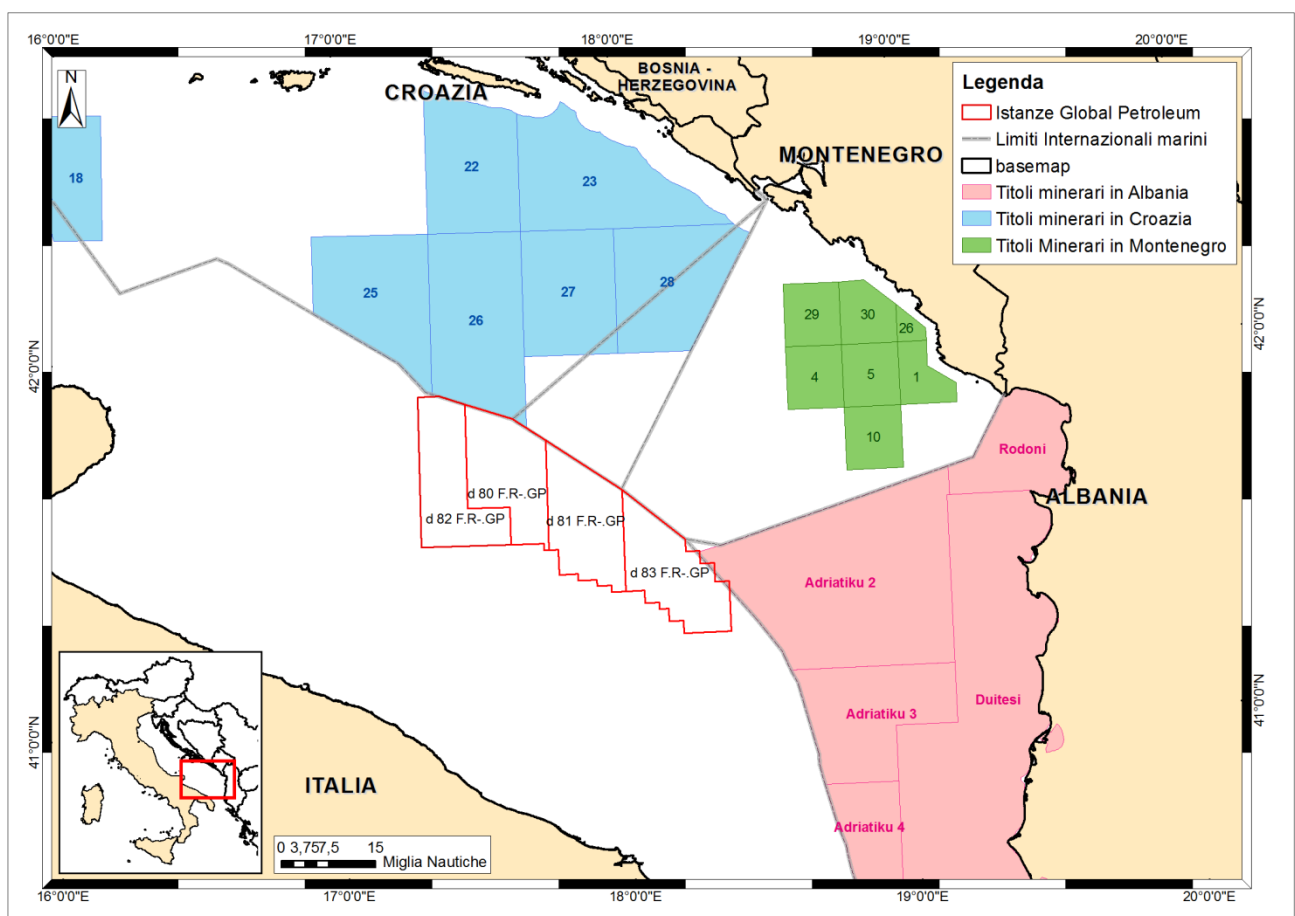 16°0'0"E 17°0'0"E 18°0'0"E 19°0'0"E 20°0'0"E
N
CROAZIA
BOSNIA -
HERZEGOVINA
MONTENEGRO
Legenda
Istanze Global Petroleum
Limiti Internazionali marini
basemap
Titoli minerari in Albania
Titoli minerari in Croazia
Titoli Minerari in Montenegro
18
22
23
25
26
27
28
29
30
26
4
5
1
10
42°0'0"N
42°0'0"N
Rodoni
ALBANIA
d 80 F.R-.GP
d 82 F.R-.GP
d 81 F.R-.GP
d 83 F.R-.GP
Adriatiku 2
Adriatiku 3
Duitesi
Adriatiku 4
41°0'0"N
41°0'0"N
ITALIA
0 3,757,5 15
Miglia Nautiche
16°0'0"E 17°0'0"E 18°0'0"E 19°0'0"E 20°0'0"E